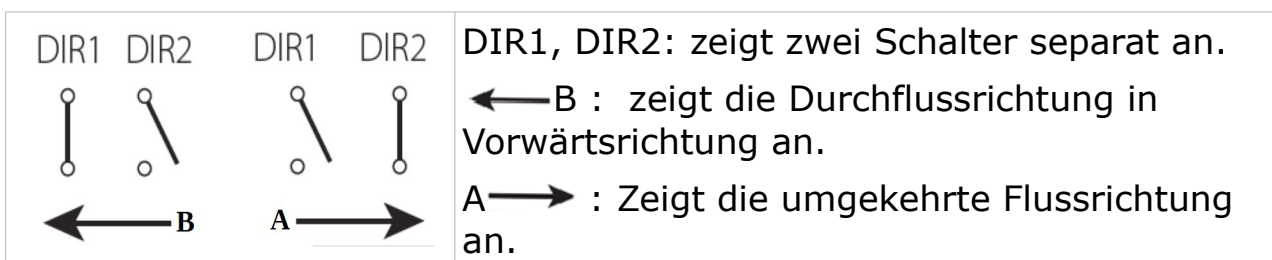 DIR1 DIR2 DIR1 DIR2
B A
DIR1, DIR2: zeigt zwei Schalter separat an.
B : zeigt die Durchflussrichtung in
Vorwärtsrichtung an.
A : Zeigt die umgekehrte Flussrichtung
an.